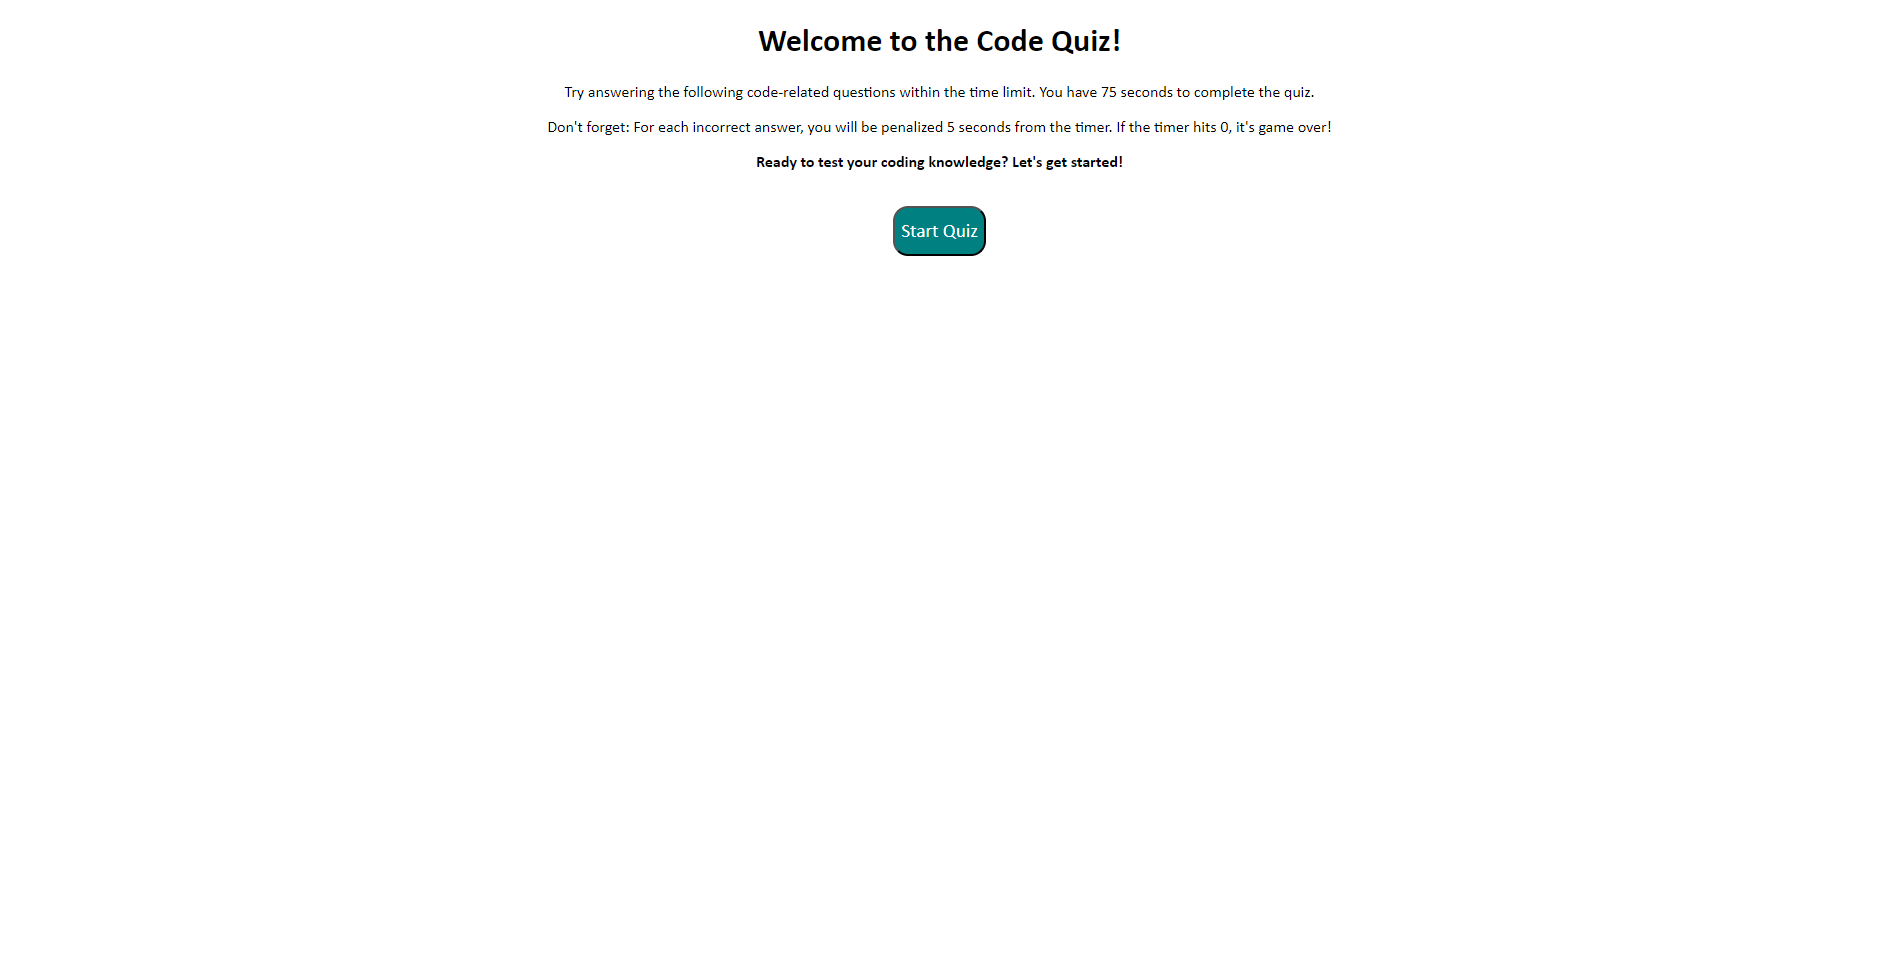 Welcome to the Code Quiz!
Try answering the following code-related questions within the time limit. You have 75 seconds to complete the quiz.
Don't forget: For each incorrect answer, you will be penalized 5 seconds from the timer. If the timer hits 0, it's game over!
Ready to test your coding knowledge? Let's get started!
Start Quiz